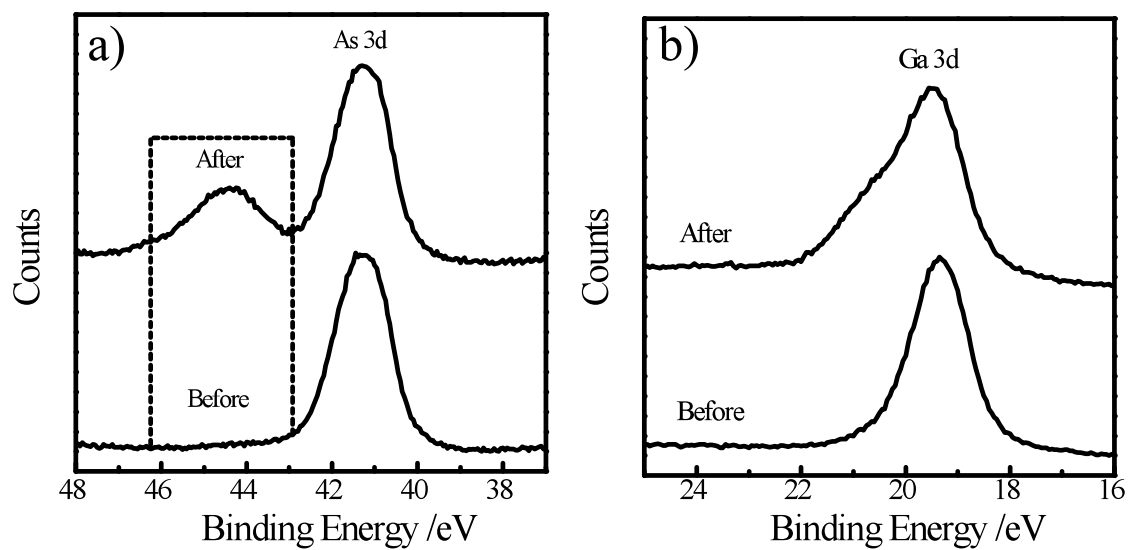 a)
As 3d
After
Before
Counts
48 46 44 42 40 38
Binding Energy /eV
b)
Ga 3d
After
Before
Counts
24 22 20 18 16
Binding Energy /eV